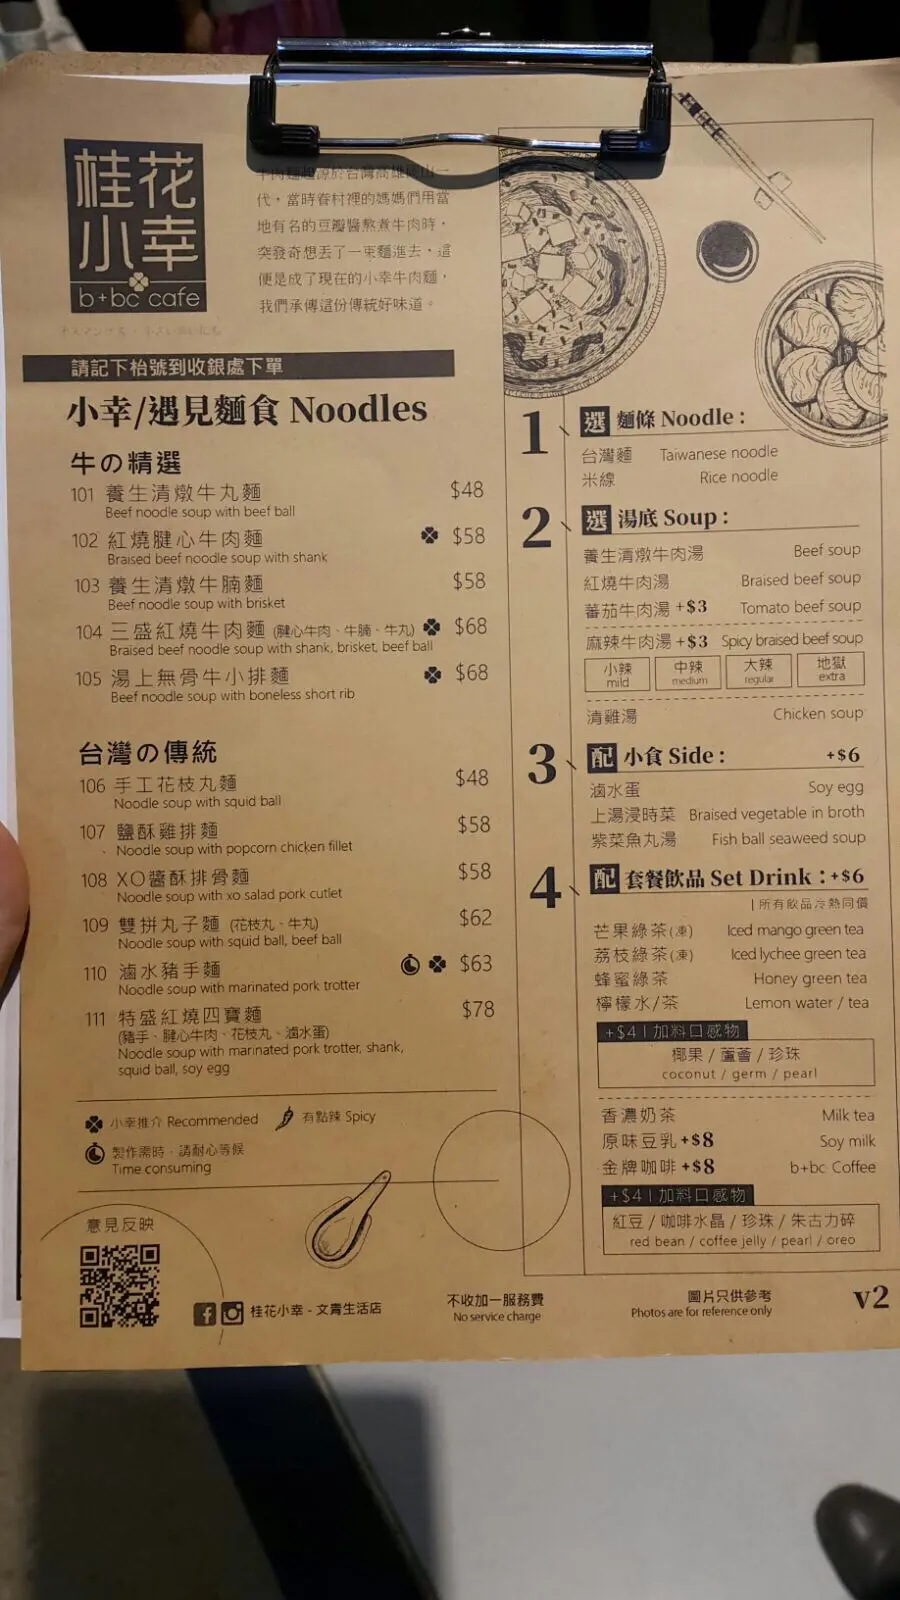 桂花
小幸
b+bc cafe
代，當時眷村裡的媽媽們用當
地有名的豆瓣醬熬煮牛肉時，
突發奇想丟了一束麵進去，這
便是成了現在的小幸牛肉麵，
我們承傳這份傳統好味道。
請記下枱號到收銀處下單
小幸/遇見麵食 Noodles
牛の精選
101 養生清燉牛丸麵 $48
Beef noodle soup with beef ball
102 紅燒腱心牛肉麵 $58
Braised beef noodle soup with shank
103 養生清燉牛腩麵 $58
Beef noodle soup with brisket
104 三盛紅燒牛肉麵 (腱心牛肉、牛腩、牛丸) $68
Braised beef noodle soup with shank, brisket, beef ball
105 湯上無骨牛小排麵 $68
Beef noodle soup with boneless short rib
台灣の傳統
106 手工花枝丸麵 $48
Noodle soup with squid ball
107 鹽酥雞排麵 $58
Noodle soup with popcorn chicken fillet
108 XO醬酥排骨麵 $58
Noodle soup with xo salad pork cutlet
109 雙拼丸子麵 (花枝丸、牛丸) $62
Noodle soup with squid ball, beef ball
110 滷水豬手麵 $63
Noodle soup with marinated pork trotter
111 特盛紅燒四寶麵 $78
(豬手、腱心牛肉、花枝丸、滷水蛋)
Noodle soup with marinated pork trotter, shank,
squid ball, soy egg
小幸推介 Recommended 有點辣 Spicy
製作需時，請耐心等候
Time consuming
意見反映
桂花小幸 - 文青生活店
1 選 麵條 Noodle :
台灣麵 Taiwanese noodle
米線 Rice noodle
2 選 湯底 Soup :
養生清燉牛肉湯 Beef soup
紅燒牛肉湯 Braised beef soup
蕃茄牛肉湯 +$3 Tomato beef soup
麻辣牛肉湯 +$3 Spicy braised beef soup
小辣 中辣 大辣 地獄
mild medium regular extra
清雞湯 Chicken soup
3 配 小食 Side : +$6
滷水蛋 Soy egg
上湯浸時菜 Braised vegetable in broth
紫菜魚丸湯 Fish ball seaweed soup
4 配 套餐飲品 Set Drink : +$6
| 所有飲品冷熱同價
芒果綠茶(凍) Iced mango green tea
荔枝綠茶(凍) Iced lychee green tea
蜂蜜綠茶 Honey green tea
檸檬水/茶 Lemon water / tea
+$4 | 加料口感物
椰果 / 蘆薈 / 珍珠
coconut / germ / pearl
香濃奶茶 Milk tea
原味豆乳 +$8 Soy milk
金牌咖啡 +$8 b+bc Coffee
+$4 | 加料口感物
紅豆 / 咖啡水晶 / 珍珠 / 朱古力碎
red bean / coffee jelly / pearl / oreo
不收加一服務費
No service charge
圖片只供參考
Photos are for reference only
v2